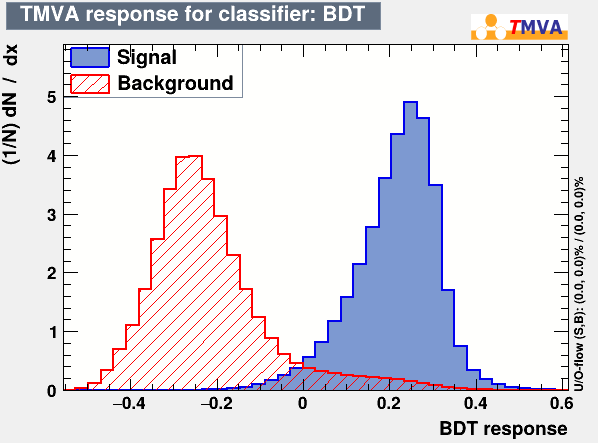 TMVA response for classifier: BDT
TMVA
(1/N) dN / dx
Signal
Background
5
4
3
2
1
0
−0.4
−0.2
0
0.2
0.4
0.6
BDT response
U/O-flow (S,B): (0.0, 0.0)% / (0.0, 0.0)%